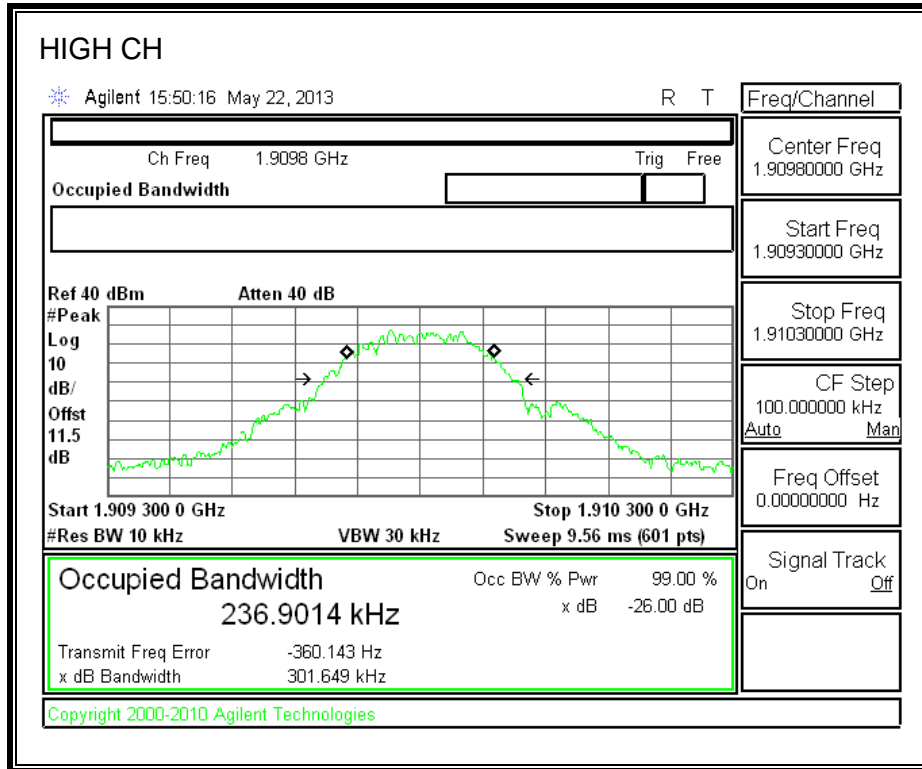 HIGH CH
Agilent 15:50:16 May 22, 2013 R T
Freq/Channel
Ch Freq 1.9098 GHz Trig Free
Occupied Bandwidth
Center Freq
1.90980000 GHz
Start Freq
1.90930000 GHz
Stop Freq
1.91030000 GHz
CF Step
100.000000 kHz
Auto Man
Freq Offset
0.00000000 Hz
Signal Track
On Off
Ref 40 dBm Atten 40 dB
#Peak
Log
10
dB/
Offst
11.5
dB
Start 1.909 300 0 GHz Stop 1.910 300 0 GHz
#Res BW 10 kHz VBW 30 kHz Sweep 9.56 ms (601 pts)
Occupied Bandwidth
236.9014 kHz
Occ BW % Pwr 99.00 %
x dB -26.00 dB
Transmit Freq Error -360.143 Hz
x dB Bandwidth 301.649 kHz
Copyright 2000-2010 Agilent Technologies